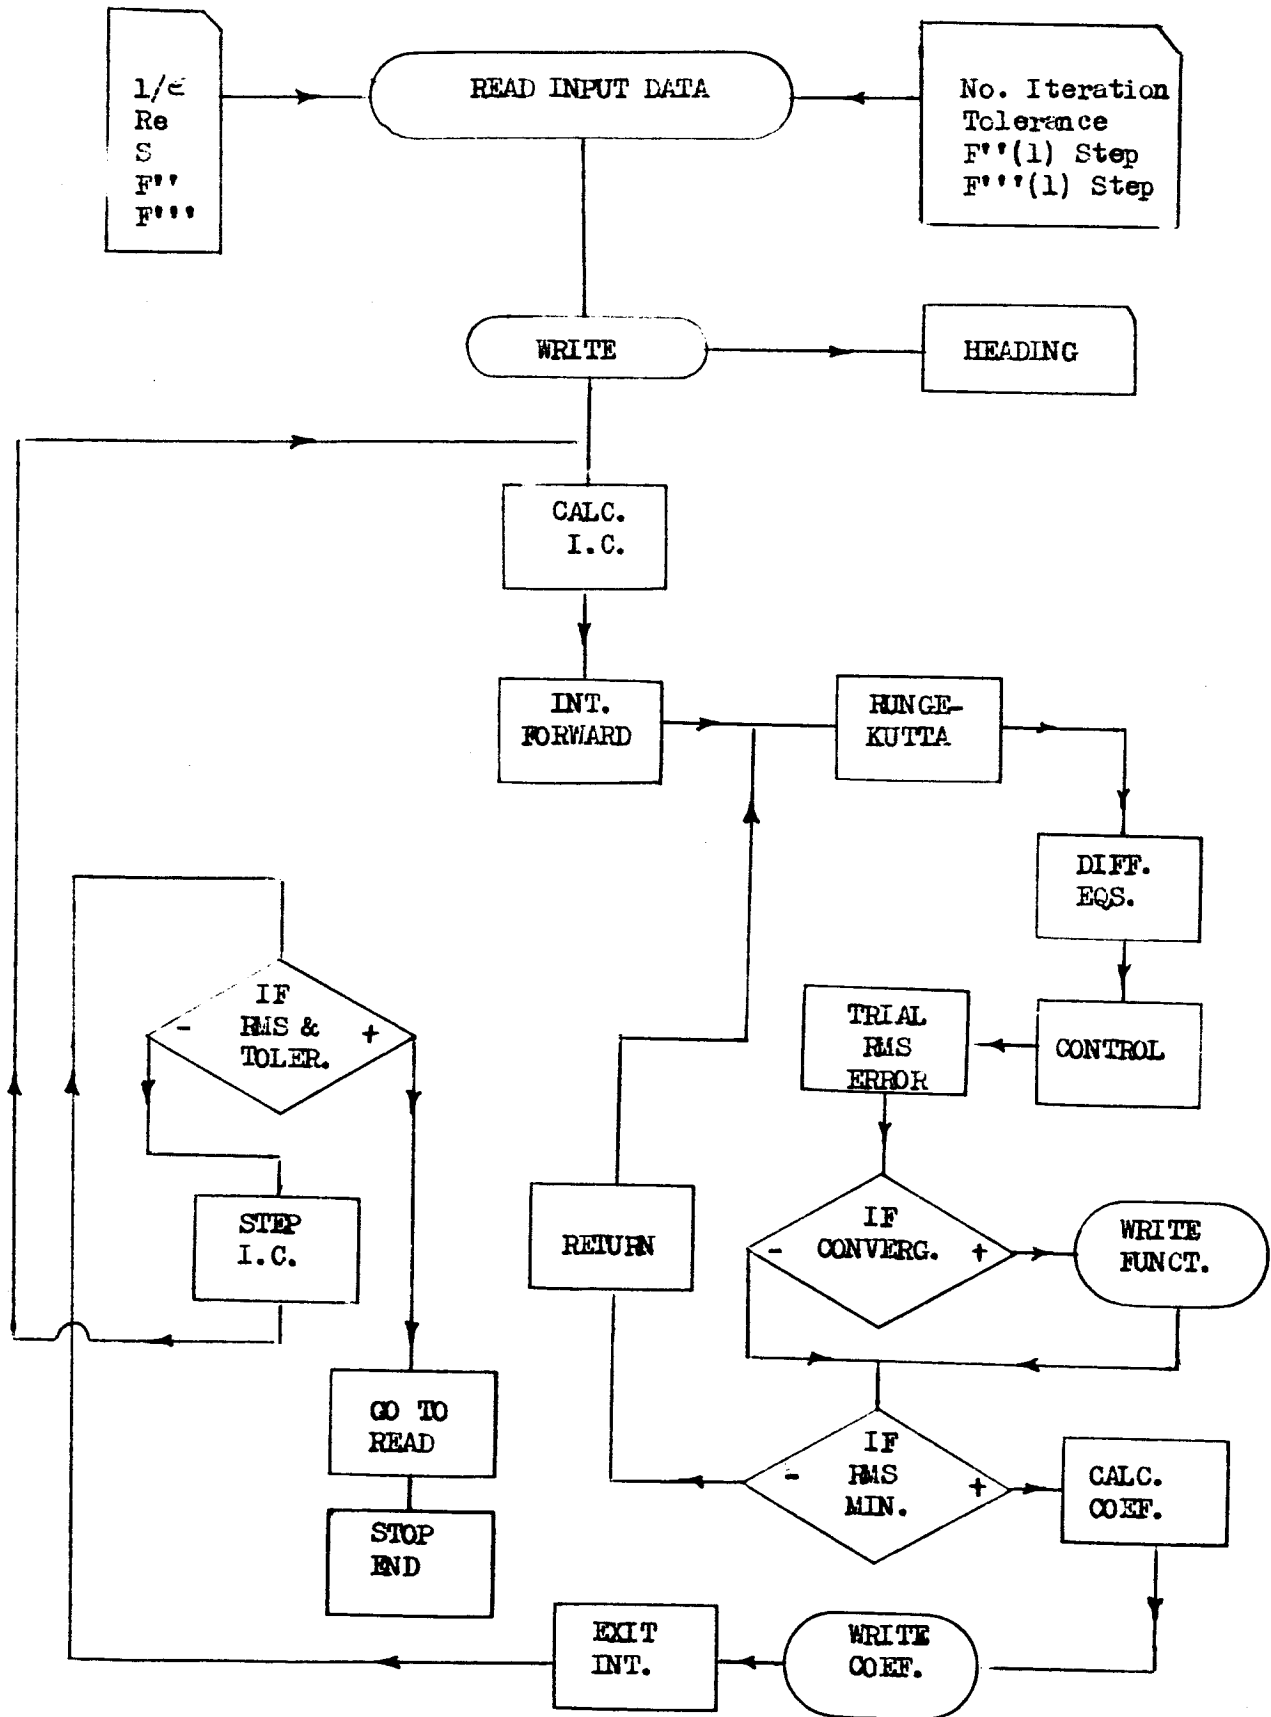 1/ϵ
Re
S
F''
F'''
READ INPUT DATA
No. Iteration
Tolerance
F''(1) Step
F'''(1) Step
WRITE
HEADING
CALC.
I.C.
INT.
FORWARD
RUNGE-
KUTTA
DIFF.
EQS.
IF
- RMS & +
TOLER.
TRIAL
RMS
ERROR
CONTROL
STEP
I.C.
RETURN
IF
- CONVERG. +
WRITE
FUNCT.
GO TO
READ
IF
- RMS +
MIN.
CALC.
COEF.
STOP
END
EXIT
INT.
WRITE
COEF.